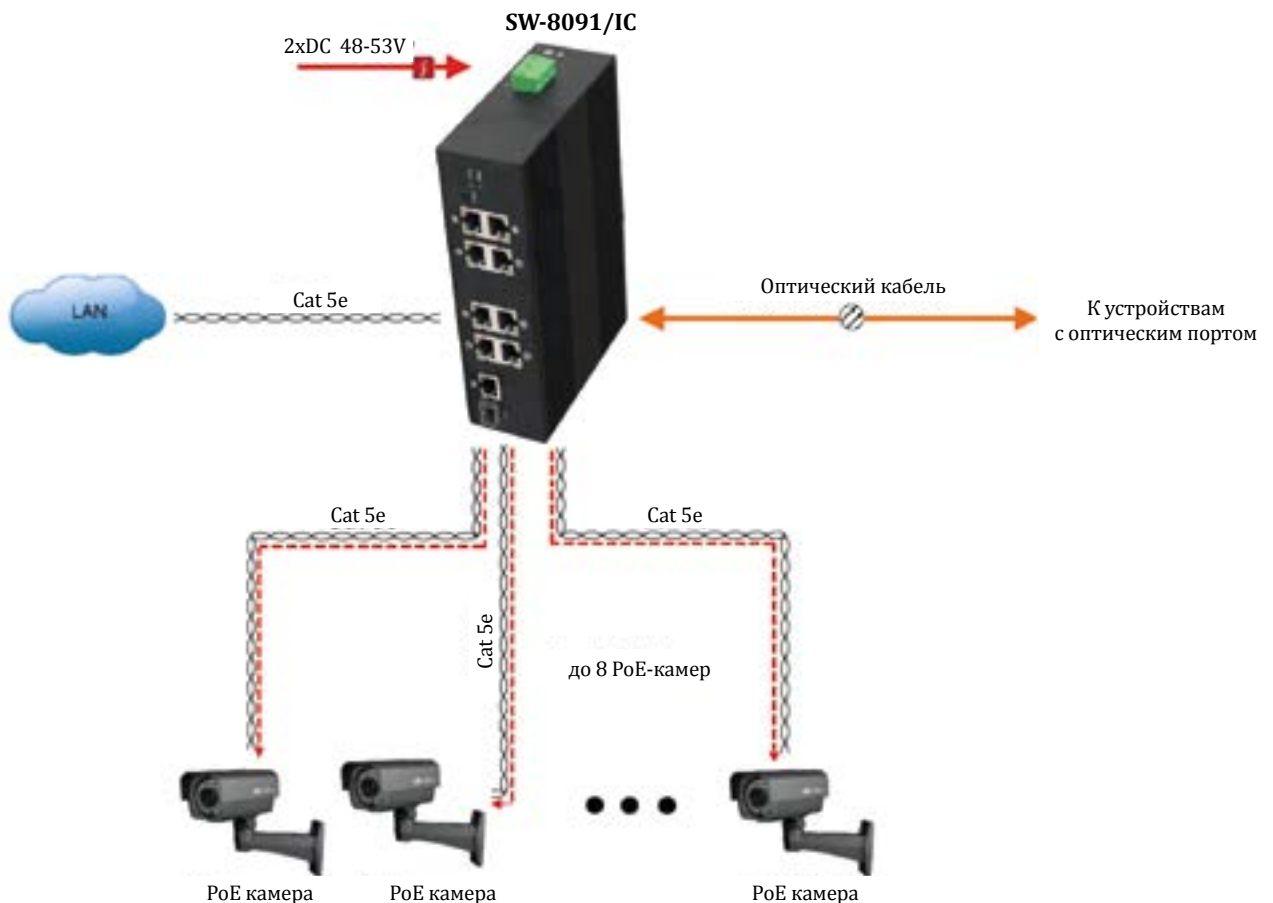 SW-8091/IC
2xDC 48-53V
Оптический кабель
Cat 5e
LAN
К устройствам
с оптическим портом
Cat 5e
Cat 5e
Cat 5e
до 8 PoE-камер
PoE камера
PoE камера
PoE камера